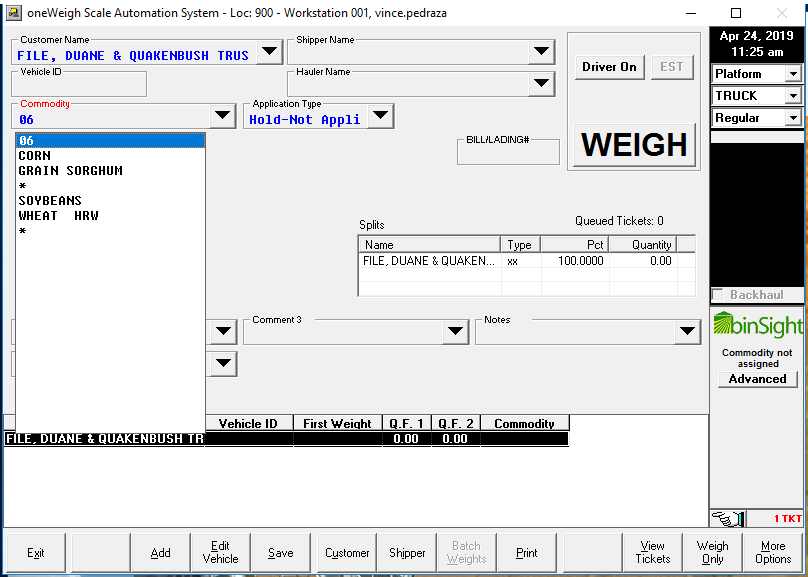 oneWeigh Scale Automation System - Loc: 900 - Workstation 001, vince.pedraza
Customer Name
FILE, DUANE & QUAKENBUSH TRUS
Shipper Name
Vehicle ID
Hauler Name
Commodity
06
Application Type
Hold-Not Appli
06
CORN
GRAIN SORGHUM
*
SOYBEANS
WHEAT HRW
*
BILL/LADING#
Driver On
EST
WEIGH
Apr 24, 2019
11:25 am
Platform
TRUCK
Regular
Splits
Queued Tickets: 0
Name Type Pct Quantity
FILE, DUANE & QUAKEN... xx 100.0000 0.00
Backhaul
Comment 3
Notes
binSight
Commodity not
assigned
Advanced
Vehicle ID First Weight Q.F. 1 Q.F. 2 Commodity
FILE, DUANE & QUAKENBUSH TR 0.00 0.00
1 TKT
Exit
Add
Edit
Vehicle
Save
Customer
Shipper
Batch
Weights
Print
View
Tickets
Weigh
Only
More
Options